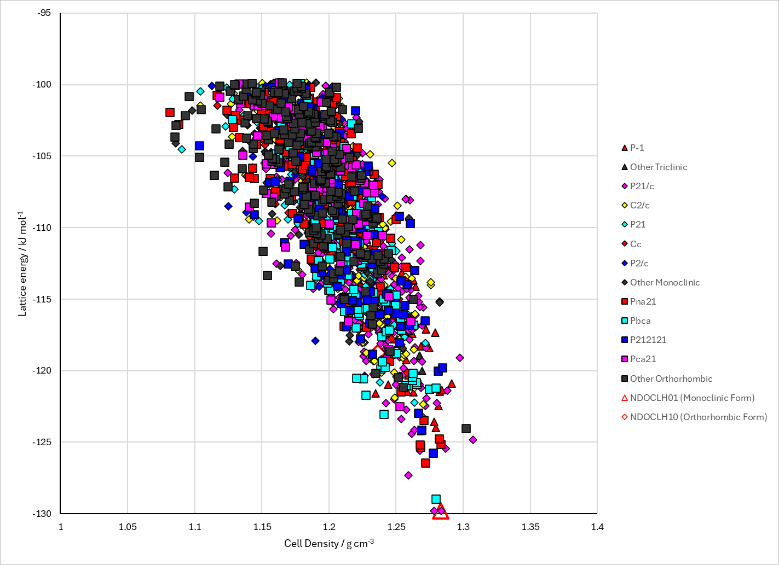 -95
-100
-105
-110
-115
-120
-125
-130
Lattice energy / kJ mol-1
1
1.05
1.1
1.15
1.2
1.25
1.3
1.35
1.4
Cell Density / g cm-3
P-1
Other Triclinic
P21/c
C2/c
P21
Cc
P2/c
Other Monoclinic
Pna21
Pbca
P212121
Pca21
Other Orthorhombic
NDOCLH01 (Monoclinic Form)
NDOCLH10 (Orthorhombic Form)